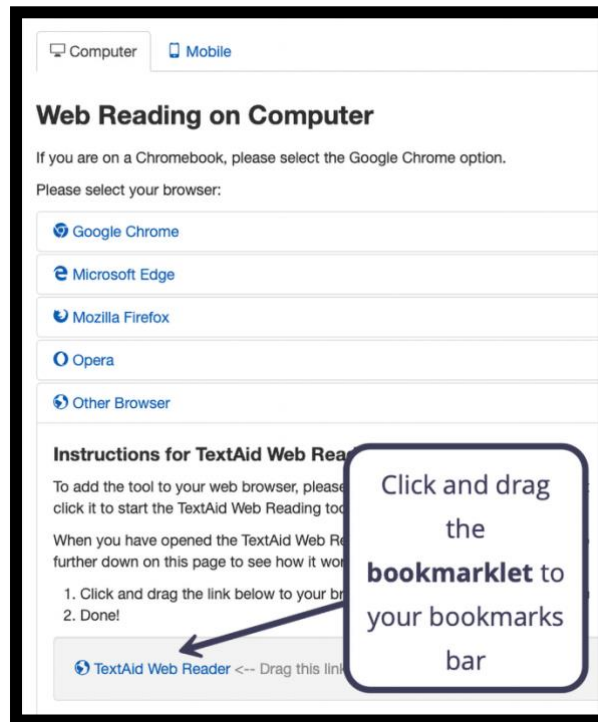 Computer
Mobile
Web Reading on Computer
If you are on a Chromebook, please select the Google Chrome option.
Please select your browser:
Google Chrome
Microsoft Edge
Mozilla Firefox
Opera
Other Browser
Instructions for TextAid Web Rea
To add the tool to your web browser, please
click it to start the TextAid Web Reading too
When you have opened the TextAid Web Re
further down on this page to see how it wor
1. Click and drag the link below to your br
2. Done!
TextAid Web Reader <-- Drag this link
Click and drag
the
bookmarklet to
your bookmarks
bar